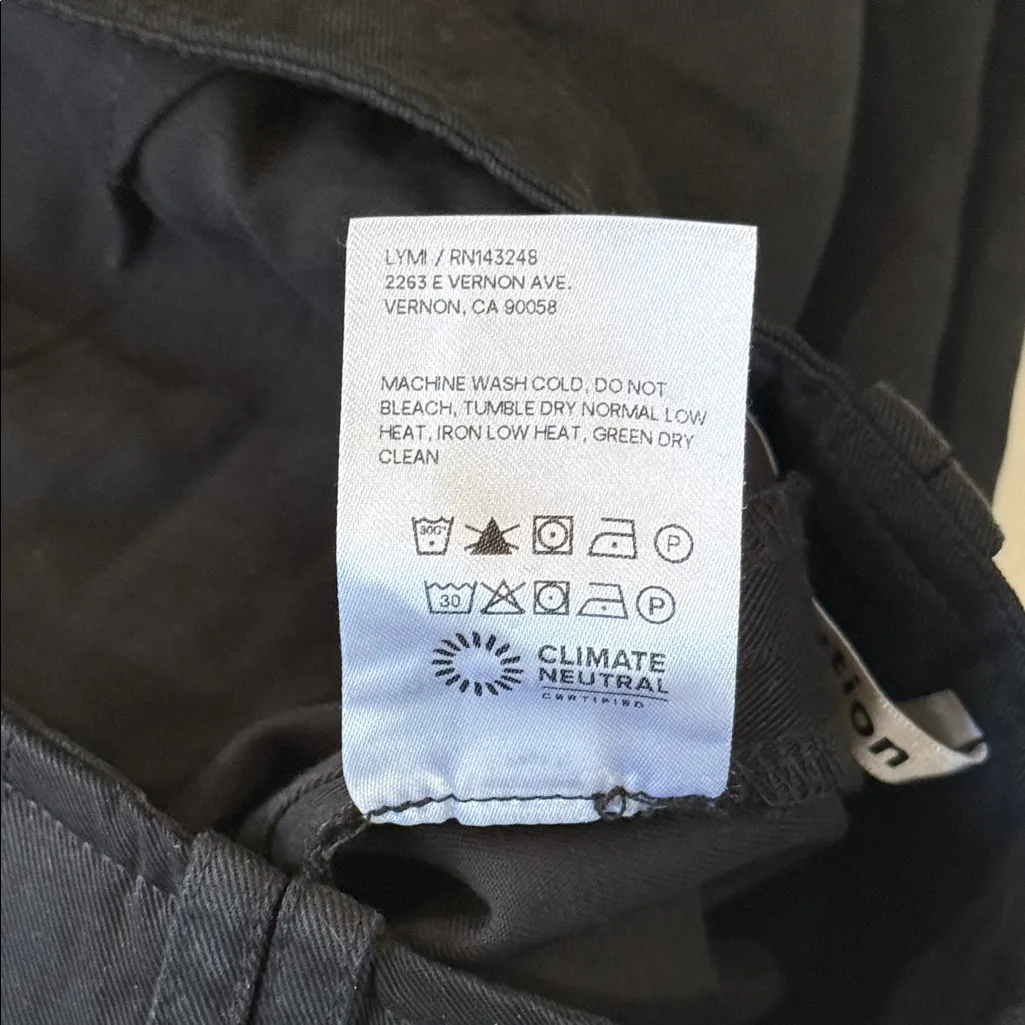 LYMI / RN143248
2263 E VERNON AVE.
VERNON, CA 90058
MACHINE WASH COLD, DO NOT
BLEACH, TUMBLE DRY NORMAL LOW
HEAT, IRON LOW HEAT, GREEN DRY
CLEAN
P
30 P
CLIMATE
NEUTRAL
CERTIFIED